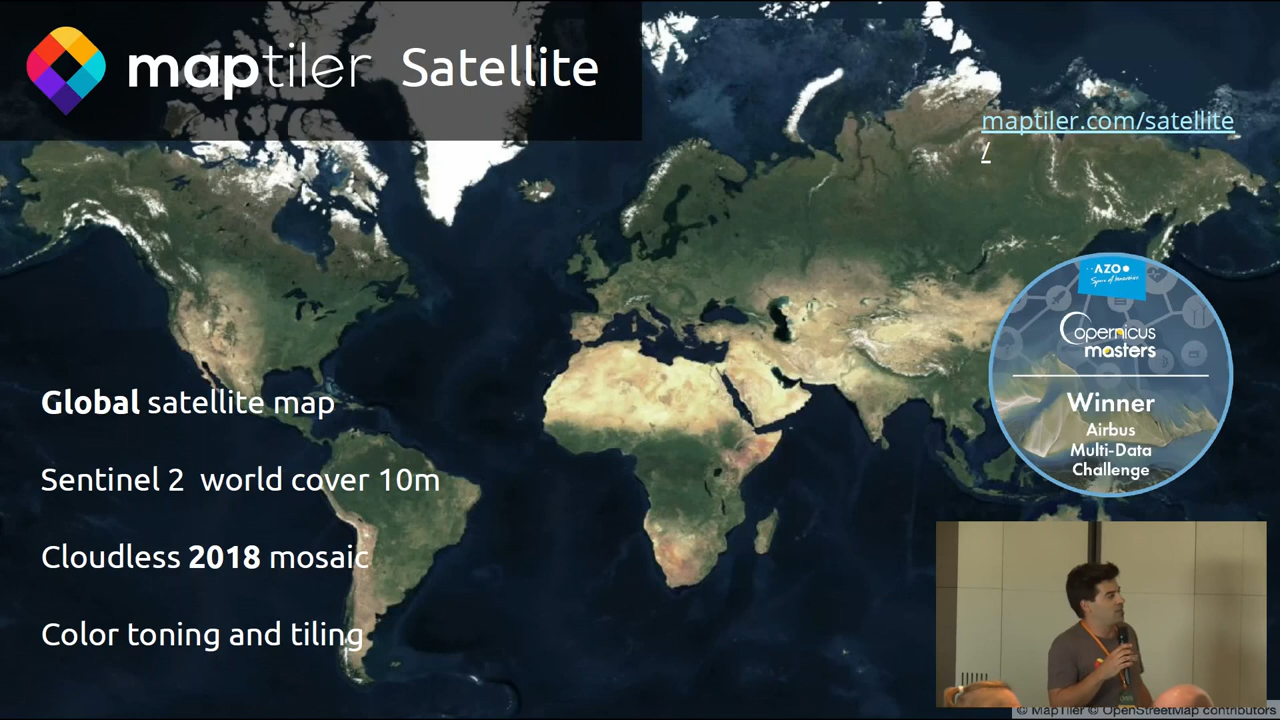 maptiler Satellite
maptiler.com/satellite
/
AZO
Space of Innovation
Copernicus
masters
Winner
Airbus
Multi-Data
Challenge
Global satellite map
Sentinel 2 world cover 10m
Cloudless 2018 mosaic
Color toning and tiling
© MapTiler © OpenStreetMap contributors